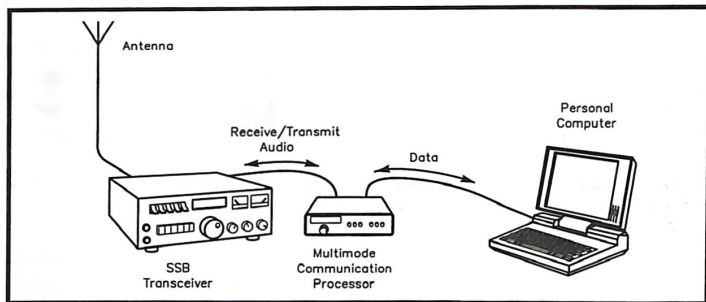 Antenna
Receive/Transmit
Audio
Data
Personal
Computer
SSB
Transceiver
Multimode
Communication
Processor